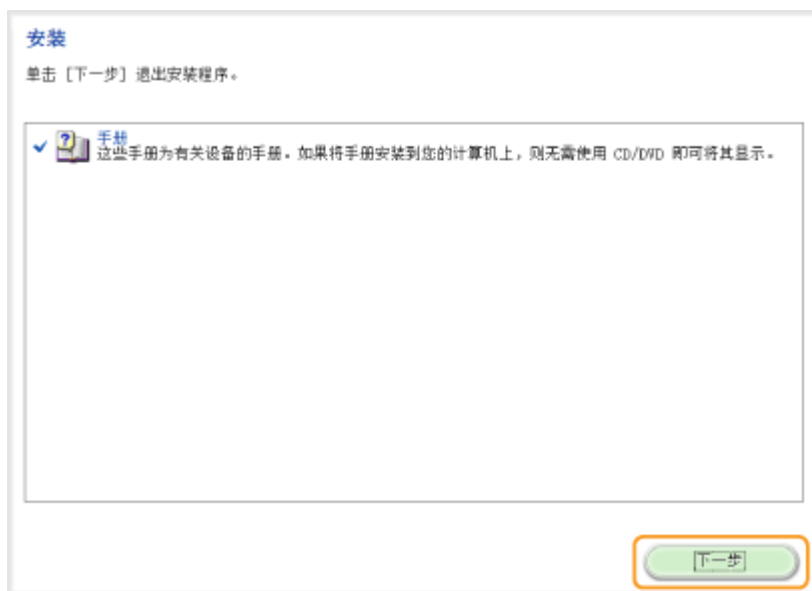 安装
单击 [下一步] 退出安装程序。
手册
这些手册为有关设备的手册。如果将手册安装到您的计算机上，则无需使用 CD/DVD 即可将其显示。
下一步